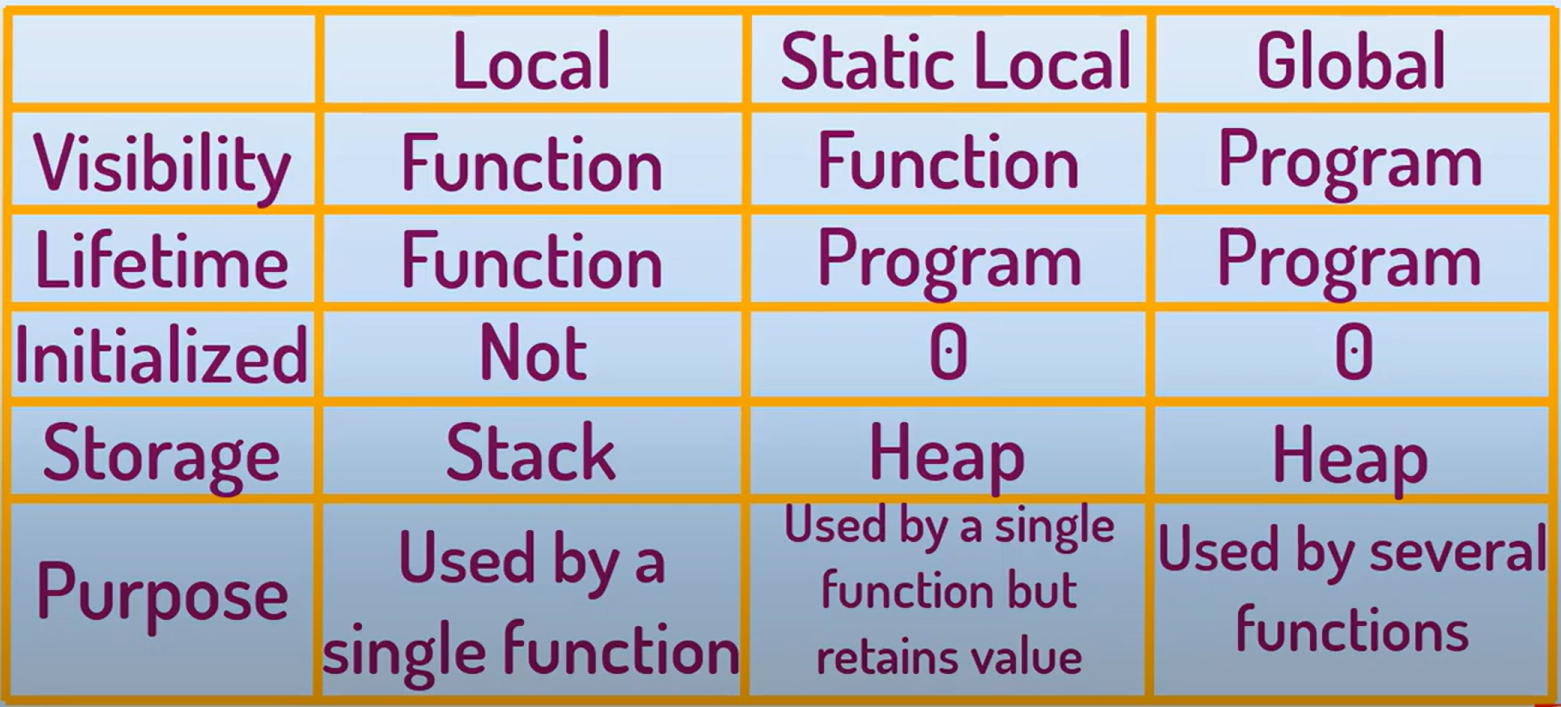 Local Static Local Global
Visibility Function Function Program
Lifetime Function Program Program
Initialized Not 0 0
Storage Stack Heap Heap
Purpose
Used by a
single function
Used by a single
function but
retains value
Used by several
functions